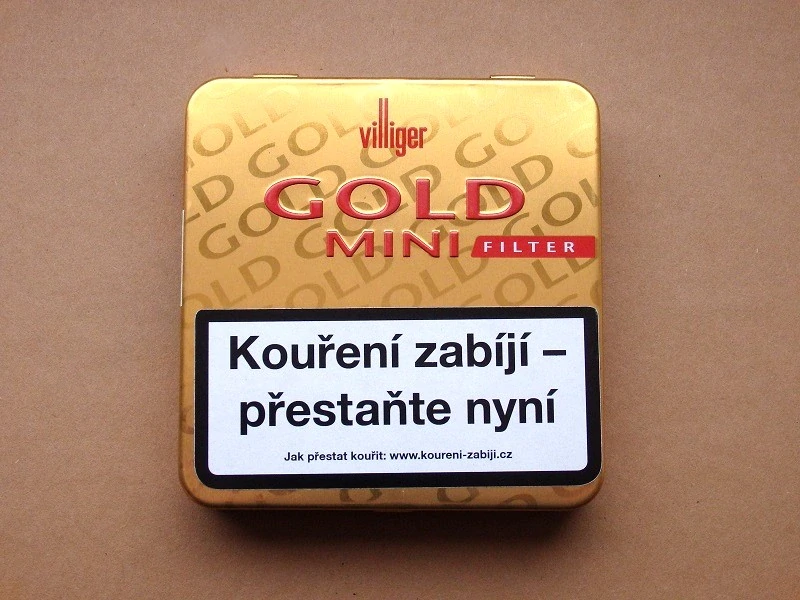 villiger
GOLD
MINI FILTER
Kouření zabíjí –
přestaňte nyní
Jak přestat kouřit: www.koureni-zabiji.cz